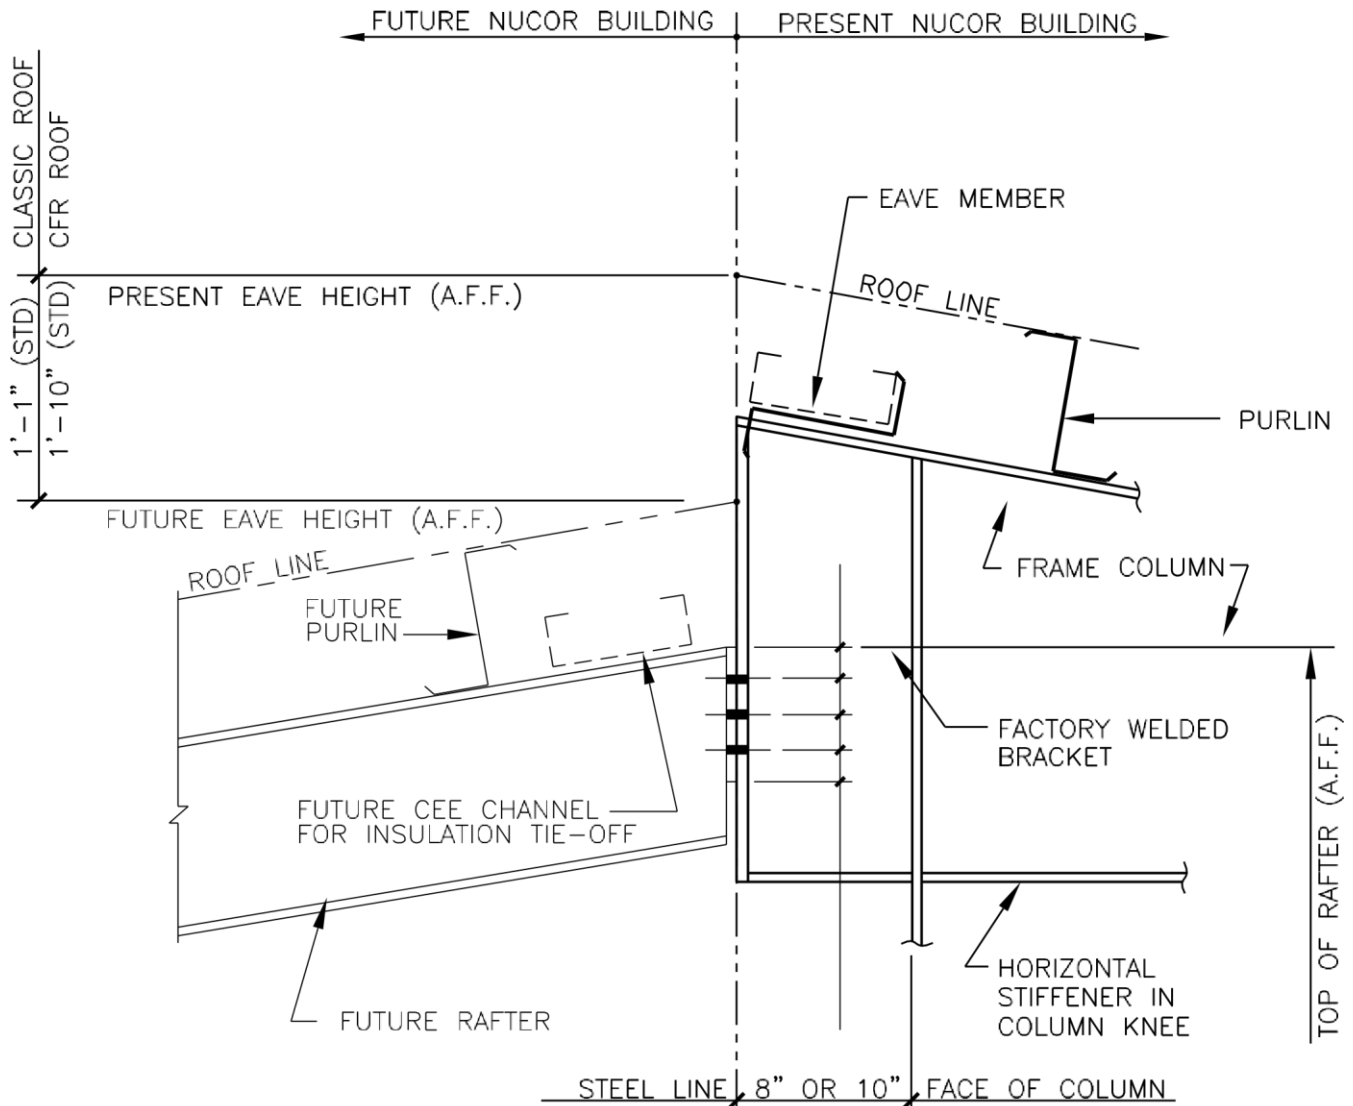 FUTURE NUCOR BUILDING
PRESENT NUCOR BUILDING
1'-1" (STD) CLASSIC ROOF
1'-10" (STD) CFR ROOF
EAVE MEMBER
PRESENT EAVE HEIGHT (A.F.F.)
ROOF LINE
PURLIN
FUTURE EAVE HEIGHT (A.F.F.)
ROOF LINE
FUTURE
PURLIN
FRAME COLUMN
FACTORY WELDED
BRACKET
FUTURE CEE CHANNEL
FOR INSULATION TIE-OFF
TOP OF RAFTER (A.F.F.)
HORIZONTAL
STIFFENER IN
COLUMN KNEE
FUTURE RAFTER
STEEL LINE
8" OR 10"
FACE OF COLUMN